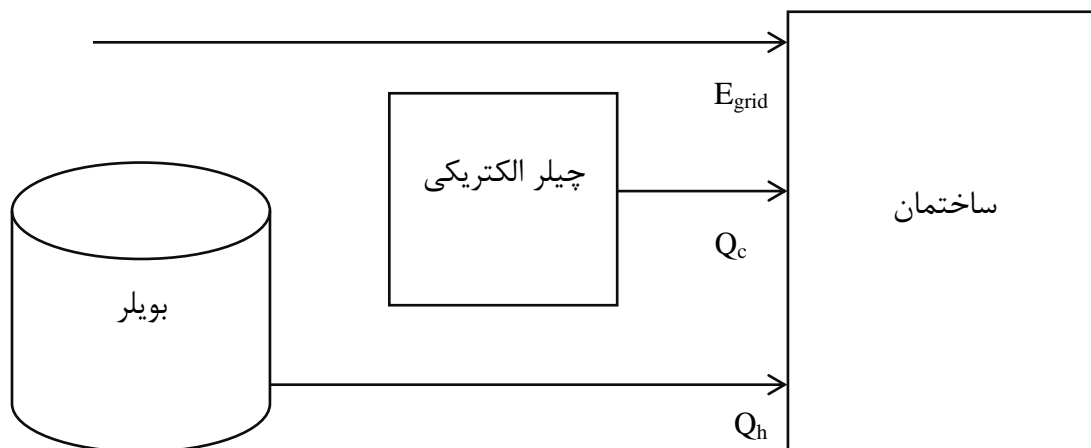 E_grid
چیلر الکتریکی
ساختمان
Q_c
بویلر
Q_h